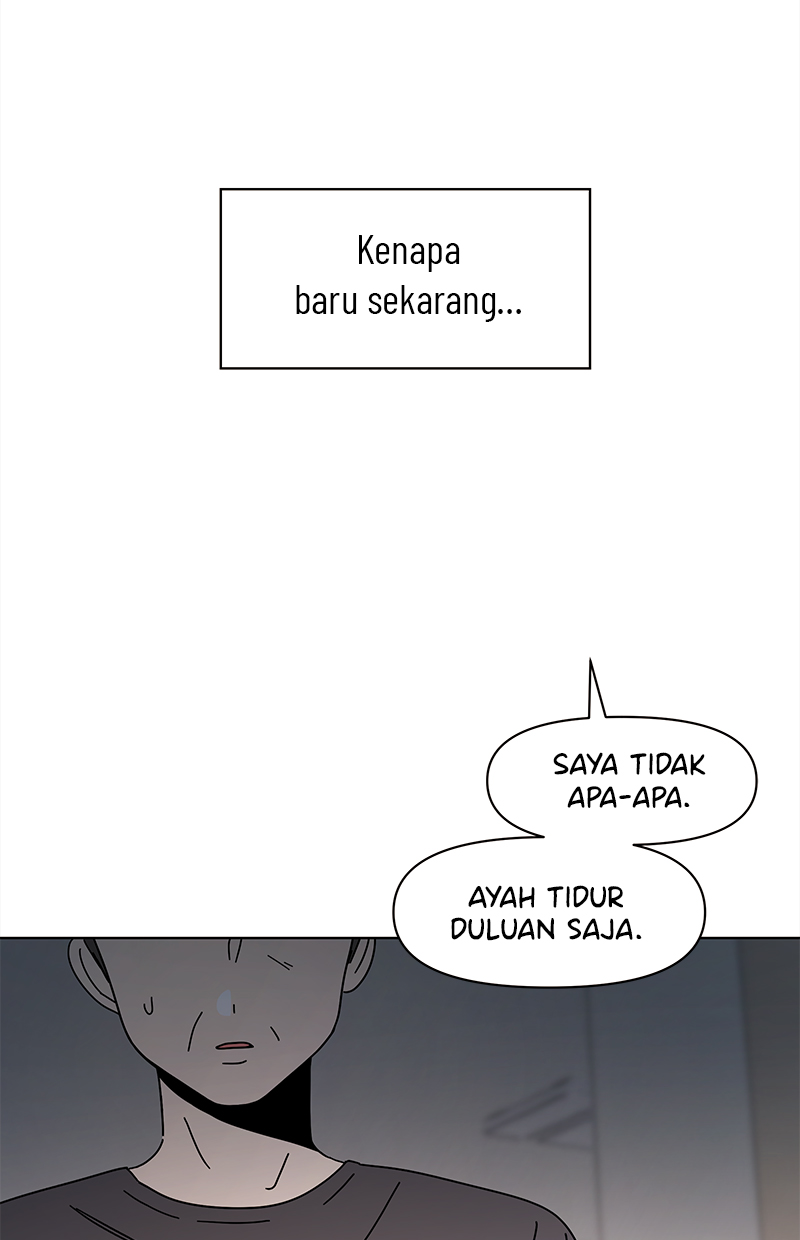 Kenapa
baru sekarang...
SAYA TIDAK
APA-APA.
AYAH TIDUR
DULUAN SAJA.